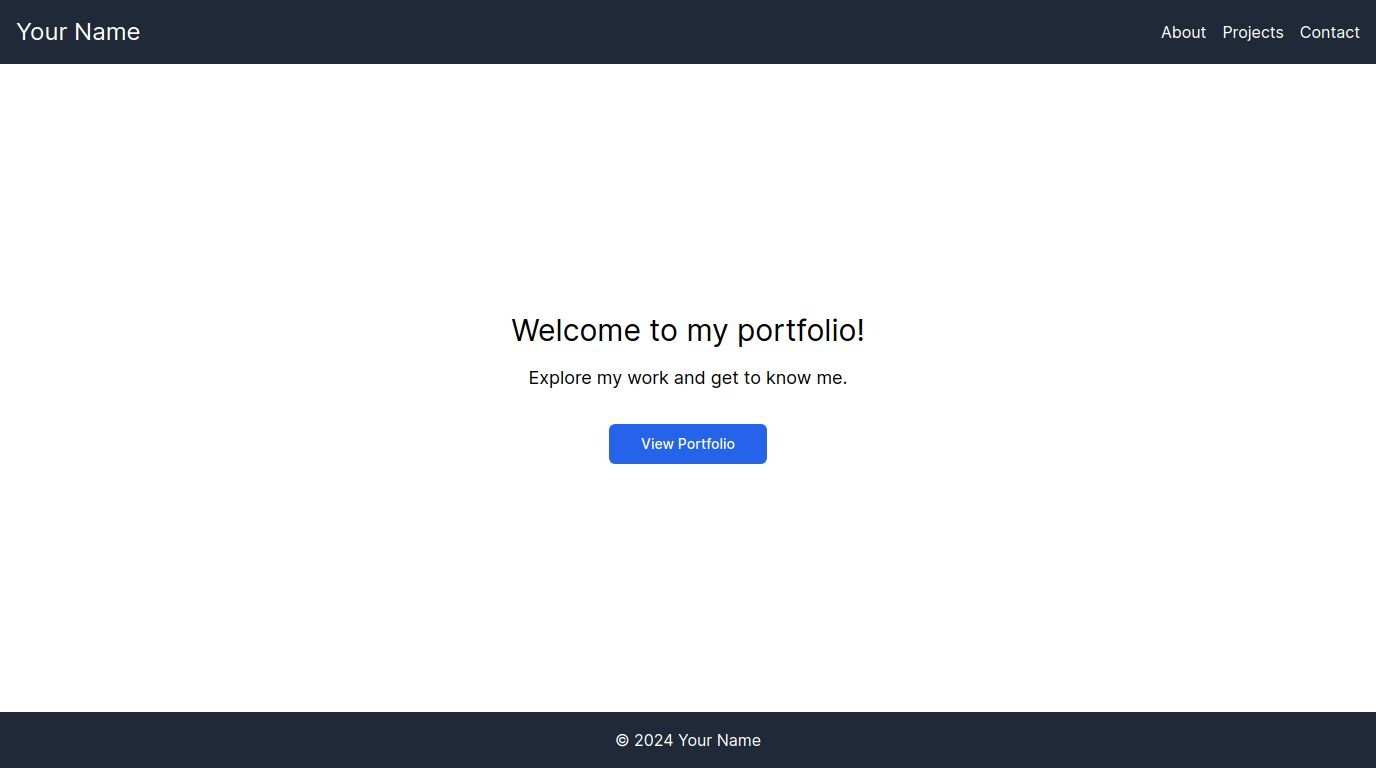 Your Name
About Projects Contact
Welcome to my portfolio!
Explore my work and get to know me.
View Portfolio
© 2024 Your Name